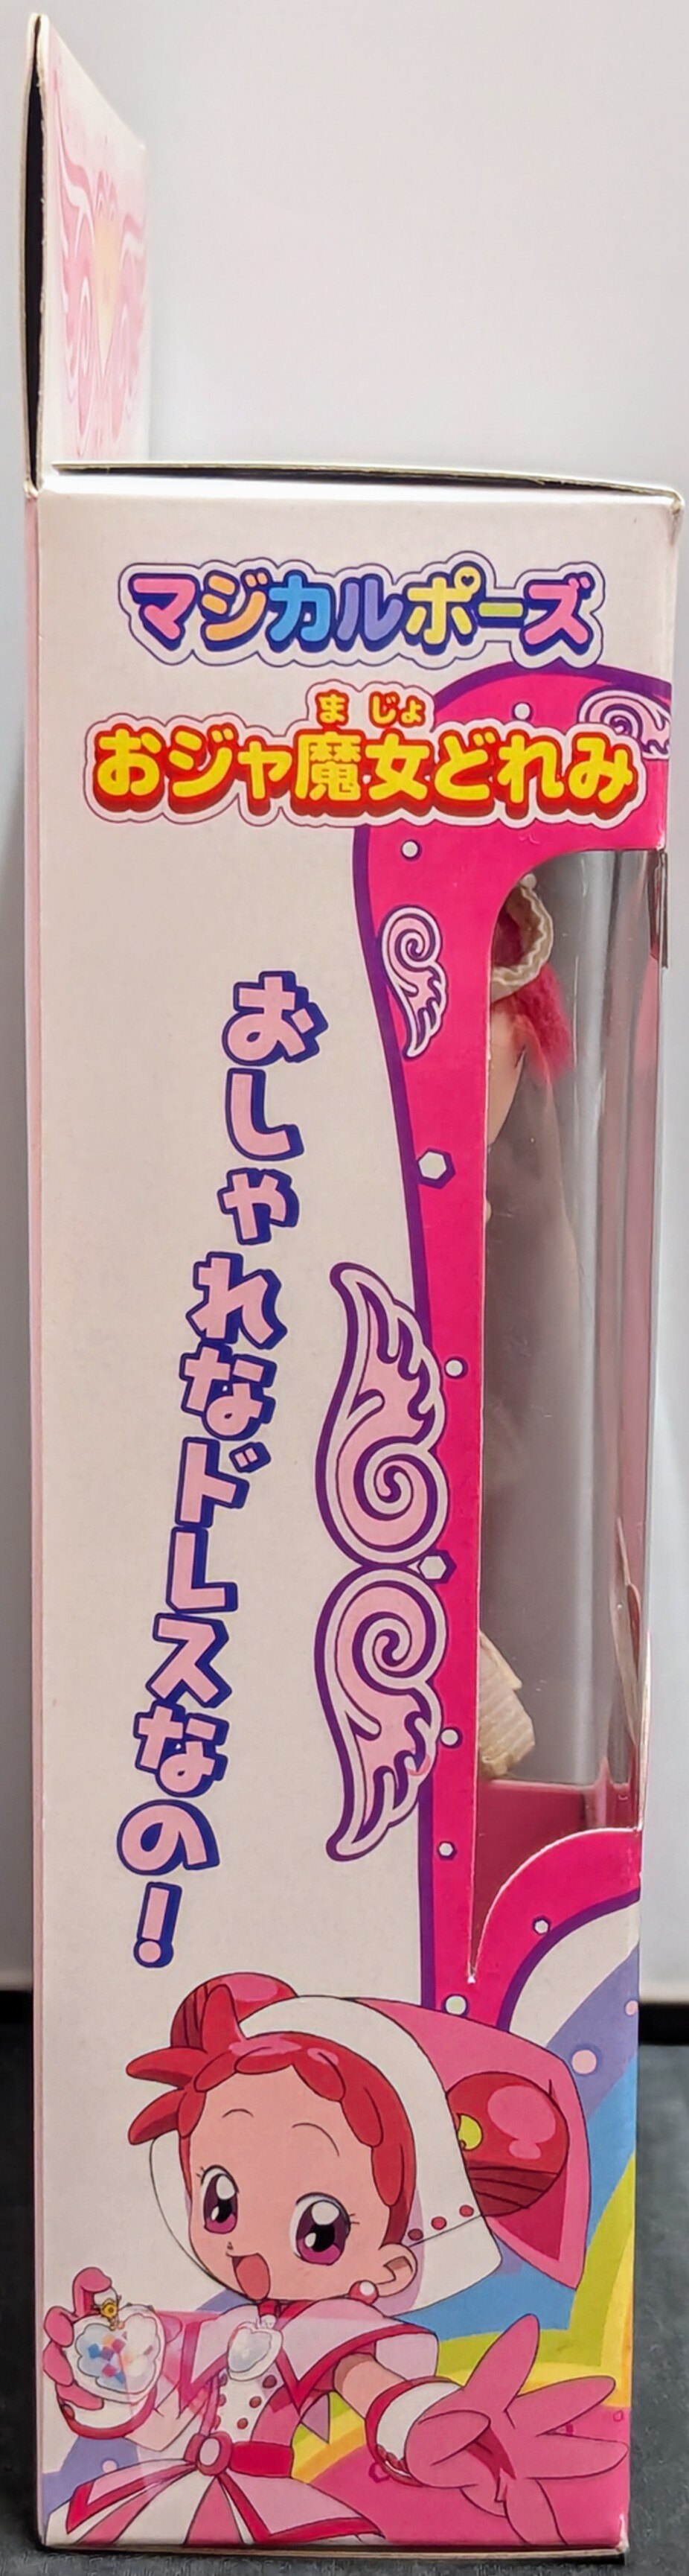 マジカルポーズ
まじょ
おジャ魔女どれみ
おしゃれなドレスなの!